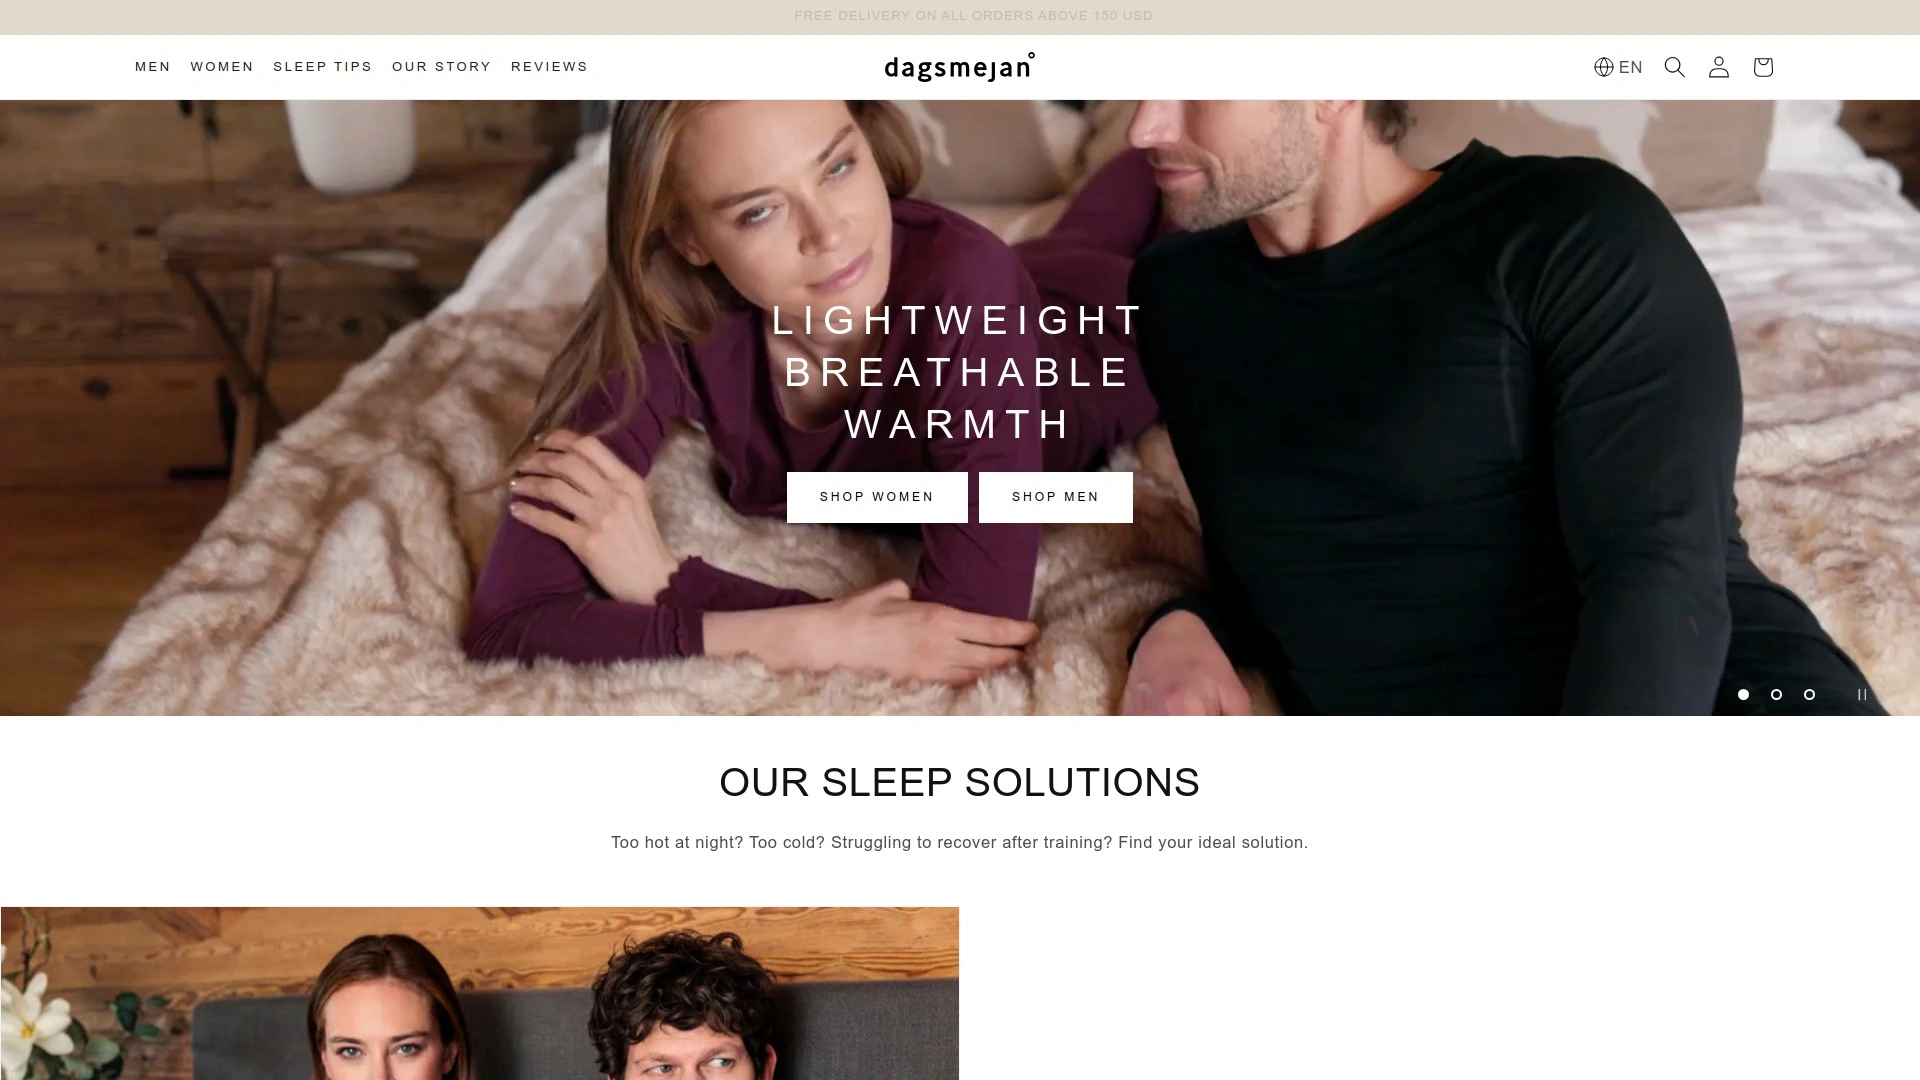 FREE DELIVERY ON ALL ORDERS ABOVE 150 USD
MEN WOMEN SLEEP TIPS OUR STORY REVIEWS
dagsmejan
EN
LIGHTWEIGHT
BREATHABLE
WARMTH
SHOP WOMEN SHOP MEN
OUR SLEEP SOLUTIONS
Too hot at night? Too cold? Struggling to recover after training? Find your ideal solution.